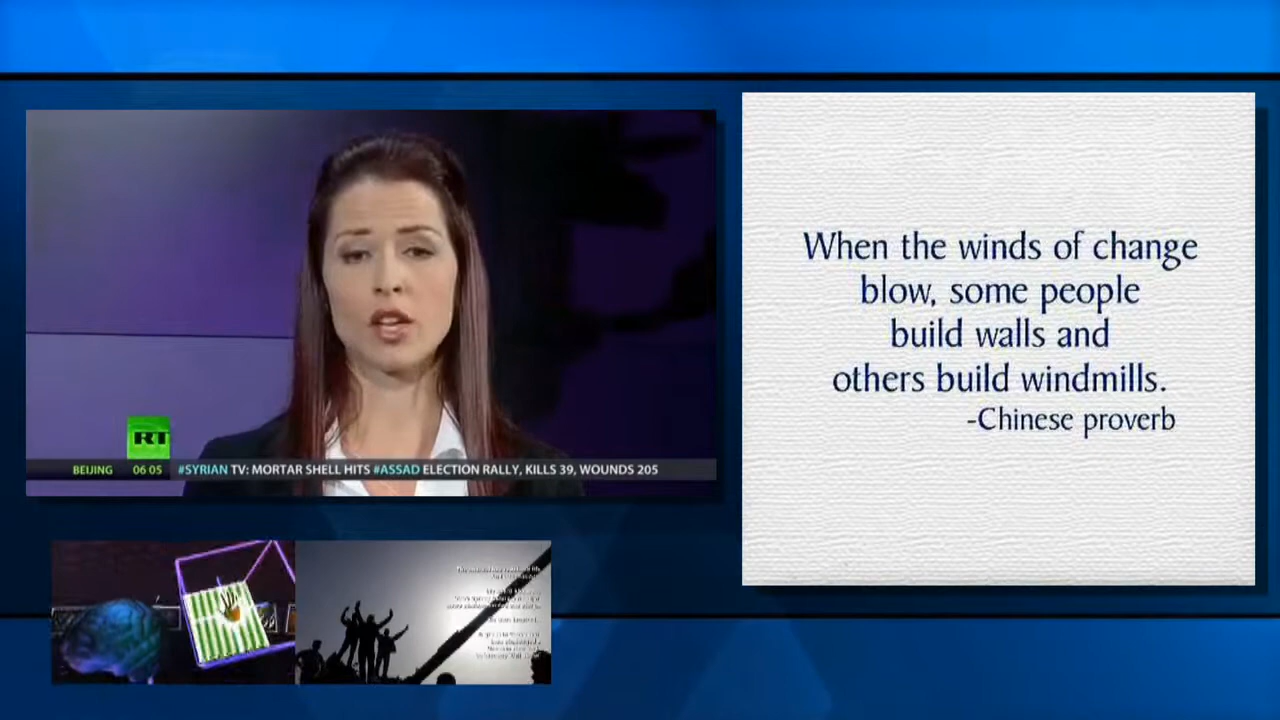 RT
BEIJING 06 05 #SYRIAN TV: MORTAR SHELL HITS #ASSAD ELECTION RALLY, KILLS 39, WOUNDS 205
When the winds of change
blow, some people
build walls and
others build windmills.
-Chinese proverb